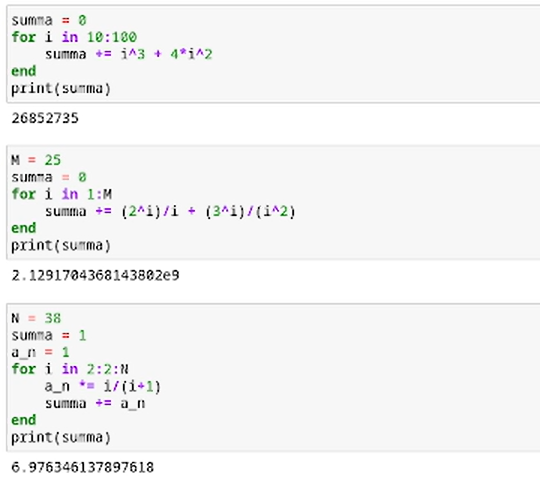 summa = 0
for i in 10:100
    summa += i^3 + 4*i^2
end
print(summa)
26852735
M = 25
summa = 0
for i in 1:M
    summa += (2^i)/i + (3^i)/(i^2)
end
print(summa)
2.1291704368143802e9
N = 38
summa = 1
a_n = 1
for i in 2:2:N
    a_n *= i/(i+1)
    summa += a_n
end
print(summa)
6.976346137897618